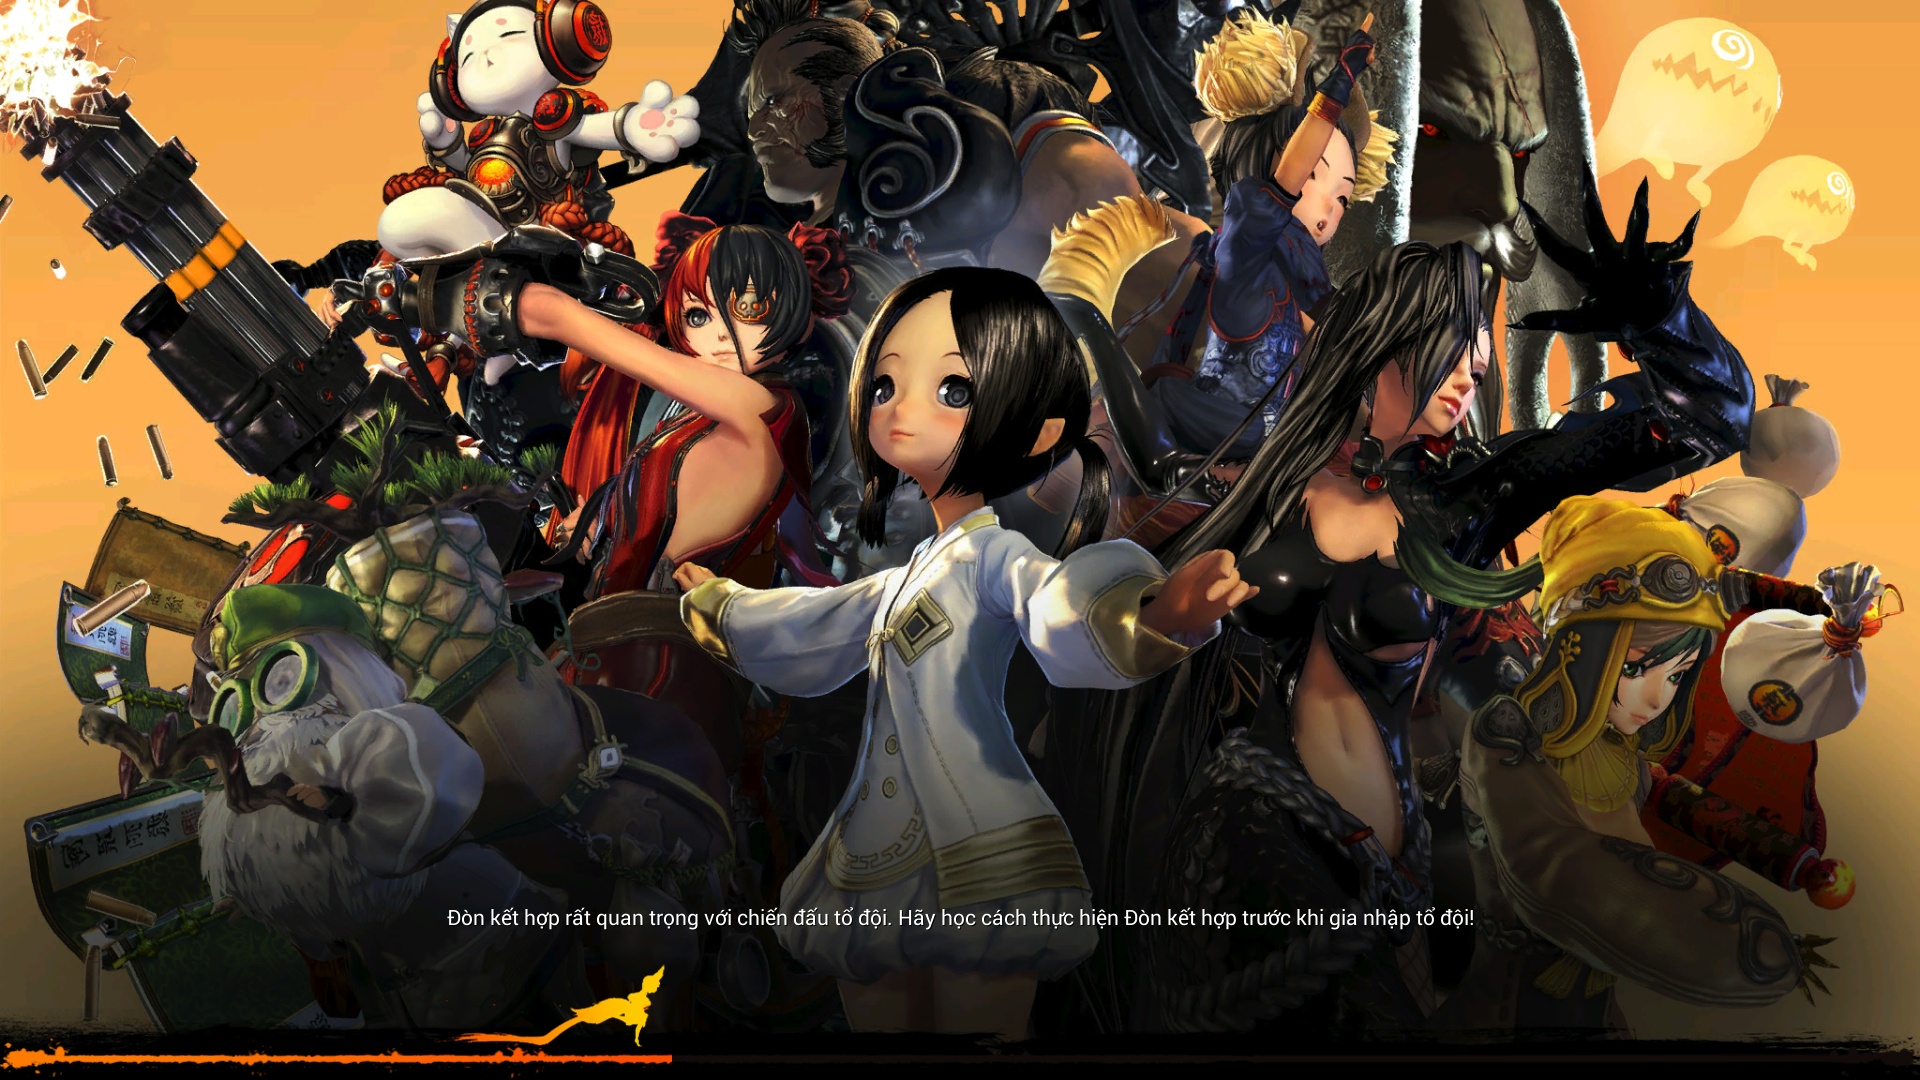 Đòn kết hợp rất quan trọng với chiến đấu tổ đội. Hãy học cách thực hiện Đòn kết hợp trước khi gia nhập tổ đội!